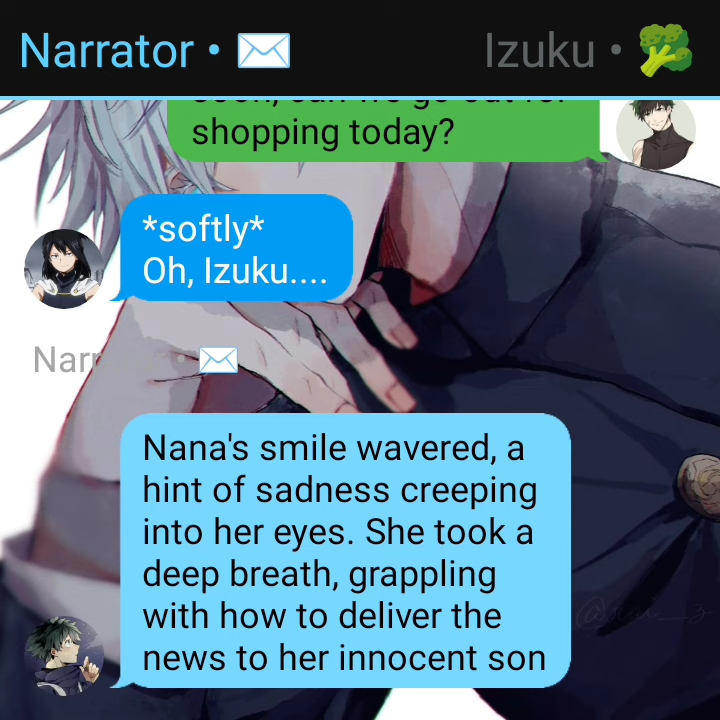 Narrator • ✉️
Izuku • 🥦
shopping today?
*softly*
Oh, Izuku....
Narr
Nana's smile wavered, a
hint of sadness creeping
into her eyes. She took a
deep breath, grappling
with how to deliver the
news to her innocent son